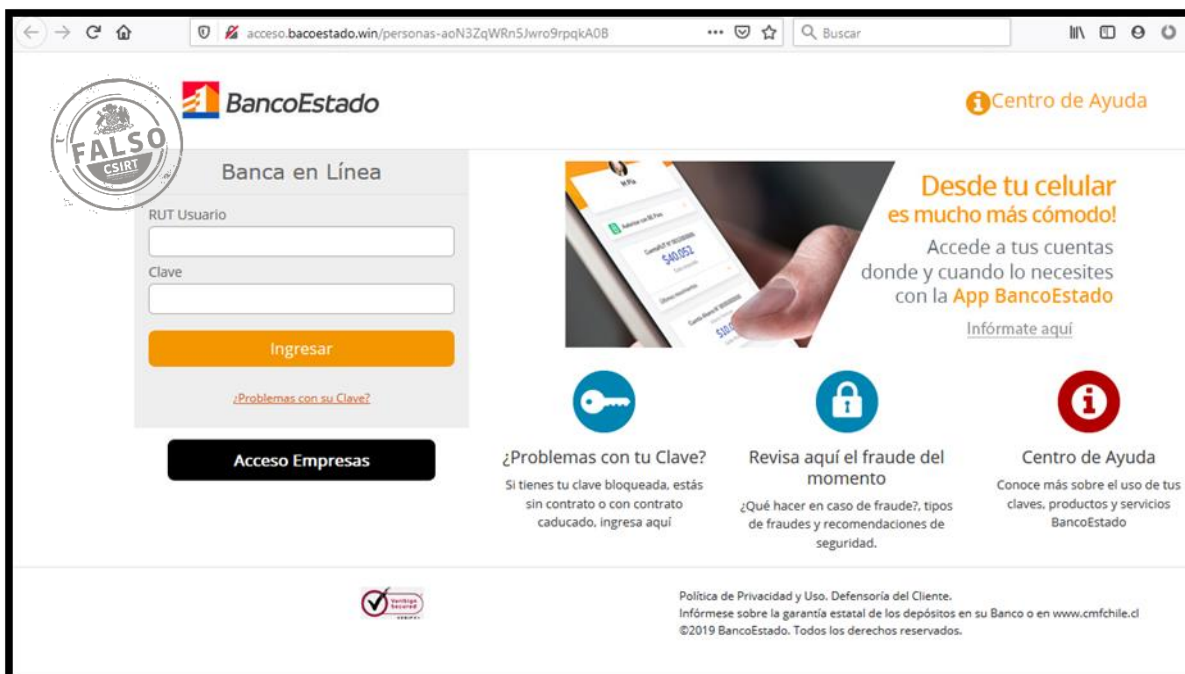 acceso.bacoestado.win/personas-aoN3ZqWRn5Jwro9rpqkA0B
Buscar
FALSO
CSIRT
BancoEstado
Centro de Ayuda
Banca en Línea
RUT Usuario
Clave
Ingresar
¿Problemas con su Clave?
Acceso Empresas
$40.052
Desde tu celular
es mucho más cómodo!
Accede a tus cuentas
donde y cuando lo necesites
con la App BancoEstado
Infórmate aquí
¿Problemas con tu Clave?
Si tienes tu clave bloqueada, estás
sin contrato o con contrato
caducado, ingresa aquí
Revisa aquí el fraude del
momento
¿Qué hacer en caso de fraude?, tipos
de fraudes y recomendaciones de
seguridad.
Centro de Ayuda
Conoce más sobre el uso de tus
claves, productos y servicios
BancoEstado
Política de Privacidad y Uso. Defensoría del Cliente.
Infórmese sobre la garantía estatal de los depósitos en su Banco o en www.cmfchile.cl
©2019 BancoEstado. Todos los derechos reservados.